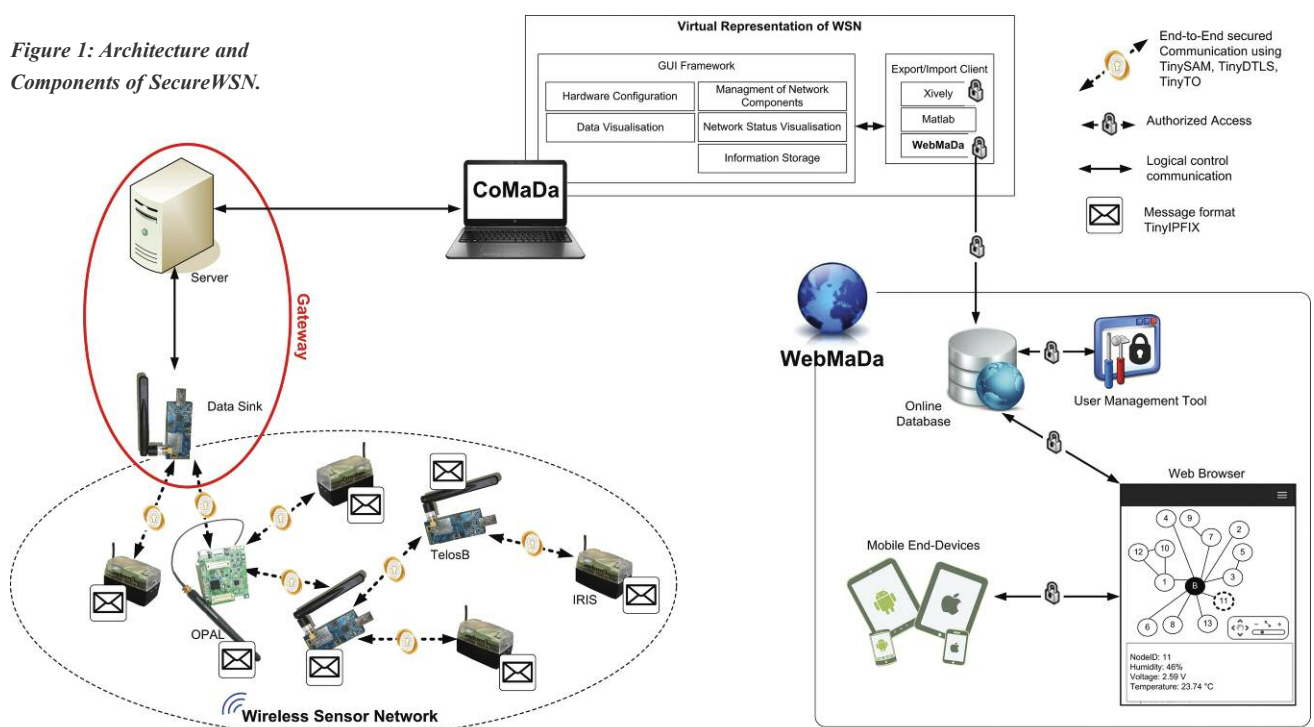 Figure 1: Architecture and
Components of SecureWSN.
Virtual Representation of WSN
GUI Framework
Hardware Configuration
Managment of Network
Components
Data Visualisation
Network Status Visualisation
Information Storage
Export/Import Client
Xively
Matlab
WebMaDa
End-to-End secured
Communication using
TinySAM, TinyDTLS,
TinyTO
Authorized Access
Logical control
communication
Message format
TinyIPFIX
CoMaDa
Server
Gateway
Data Sink
TelosB
IRIS
OPAL
Wireless Sensor Network
WebMaDa
Online
Database
User Management Tool
Web Browser
Mobile End-Devices
4
9
2
7
12
10
5
1
3
B
11
6
8
13
NodeID: 11
Humidity: 46%
Voltage: 2.59 V
Temperature: 23.74 °C